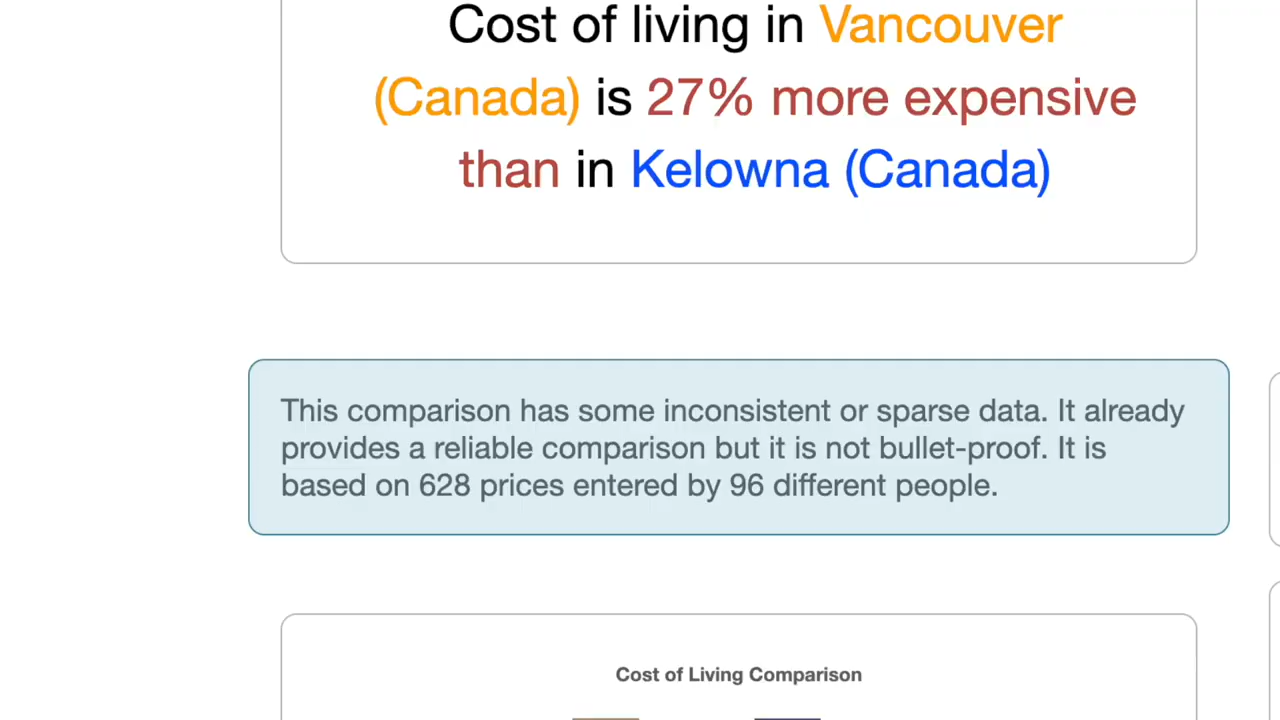 Cost of living in Vancouver
(Canada) is 27% more expensive
than in Kelowna (Canada)
This comparison has some inconsistent or sparse data. It already
provides a reliable comparison but it is not bullet-proof. It is
based on 628 prices entered by 96 different people.
Cost of Living Comparison